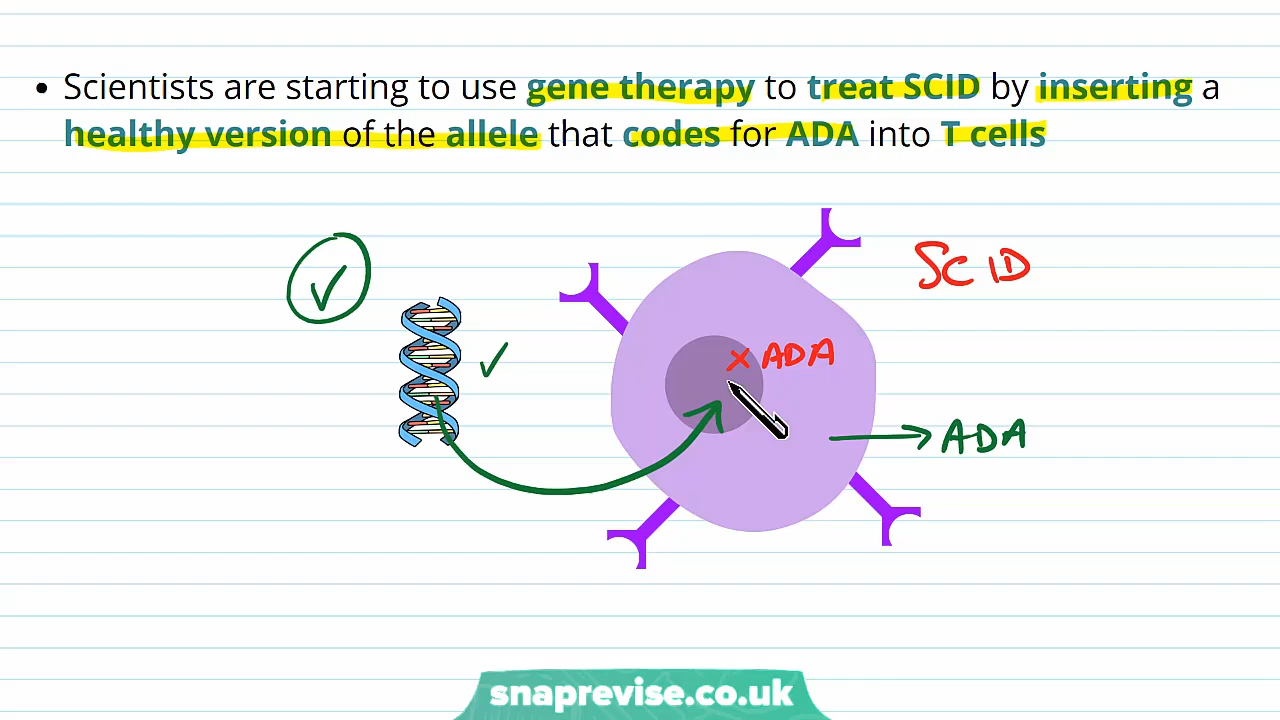 • Scientists are starting to use gene therapy to treat SCID by inserting a
healthy version of the allele that codes for ADA into T cells
SCID
x ADA
ADA
snaprevise.co.uk